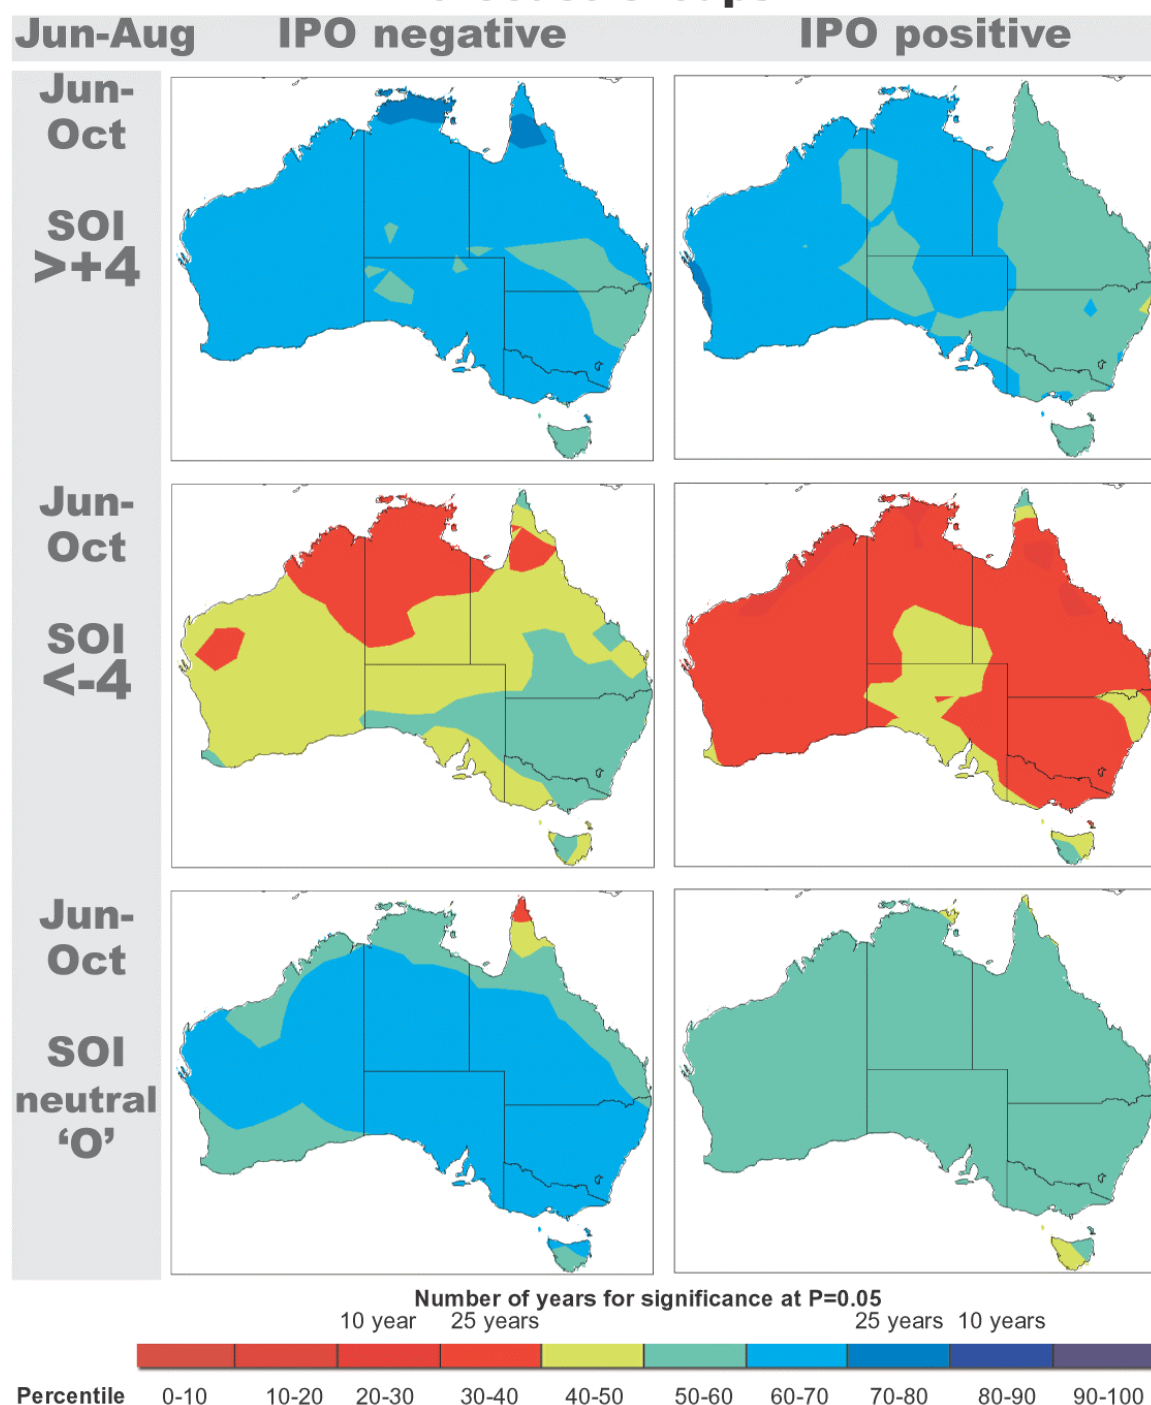 Jun-Aug IPO negative IPO positive
Jun-
Oct
SOI
>+4
Jun-
Oct
SOI
<-4
Jun-
Oct
SOI
neutral
‘O’
Number of years for significance at P=0.05
10 year 25 years 25 years 10 years
Percentile 0-10 10-20 20-30 30-40 40-50 50-60 60-70 70-80 80-90 90-100